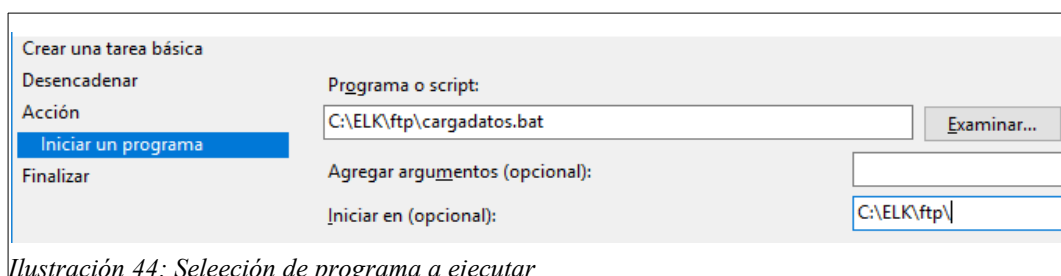 Crear una tarea básica
Desencadenar
Programa o script:
Acción
C:\ELK\ftp\cargadatos.bat
Examinar...
Iniciar un programa
Finalizar
Agregar argumentos (opcional):
Iniciar en (opcional):
C:\ELK\ftp\
Ilustración 44: Seleeción de programa a ejecutar